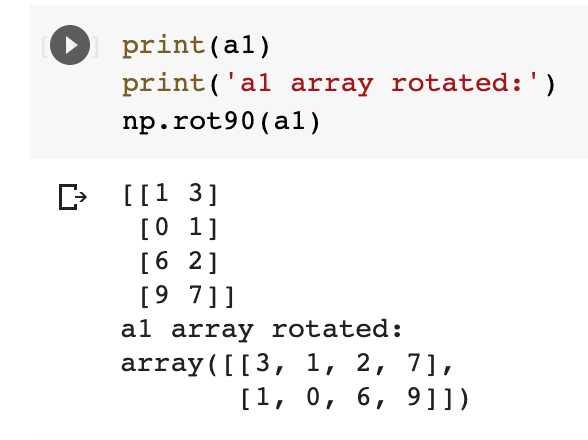 print(a1)
print('a1 array rotated:')
np.rot90(a1)
[[1 3]
 [0 1]
 [6 2]
 [9 7]]
a1 array rotated:
array([[3, 1, 2, 7],
       [1, 0, 6, 9]])